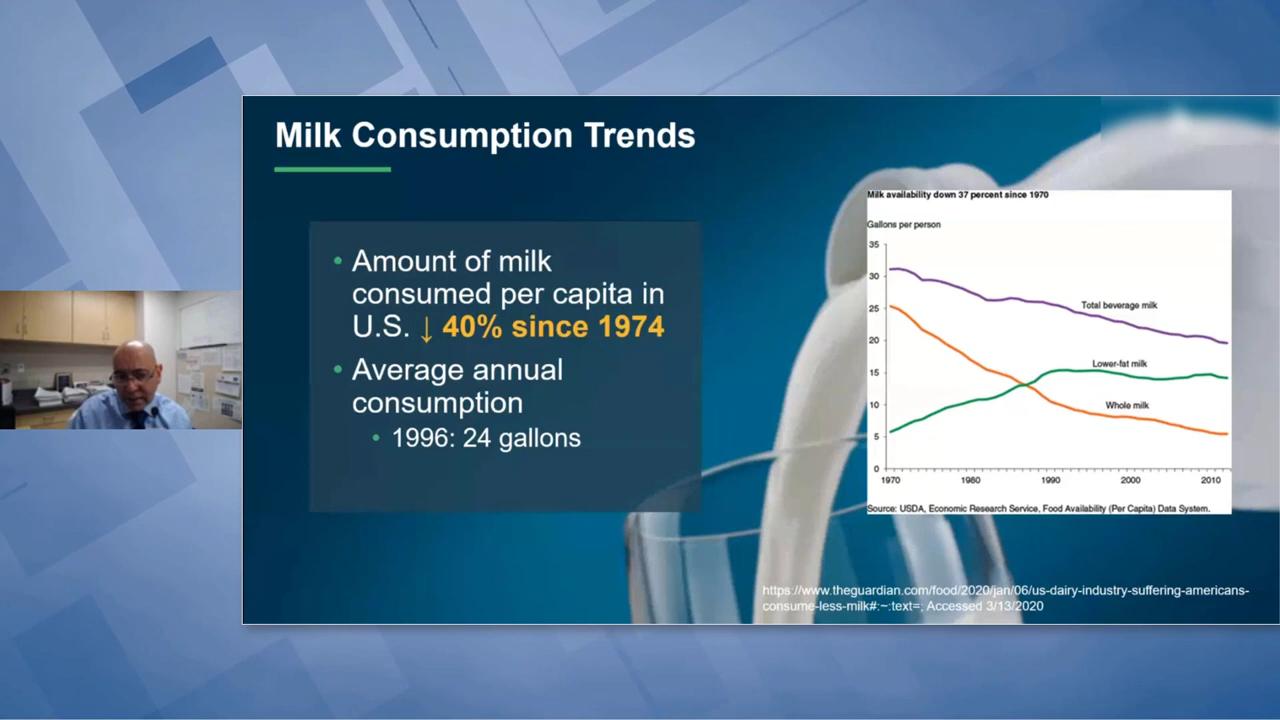 Milk Consumption Trends
• Amount of milk
consumed per capita in
U.S. ↓ 40% since 1974
• Average annual
consumption
• 1996: 24 gallons
Milk availability down 37 percent since 1970
Gallons per person
35
30
25
20
15
10
5
0
Total beverage milk
Lower-fat milk
Whole milk
1970 1980 1990 2000 2010
Source: USDA, Economic Research Service, Food Availability (Per Capita) Data System.
https://www.theguardian.com/food/2020/jan/06/us-dairy-industry-suffering-americans-
consume-less-milk#:~:text=; Accessed 3/13/2020